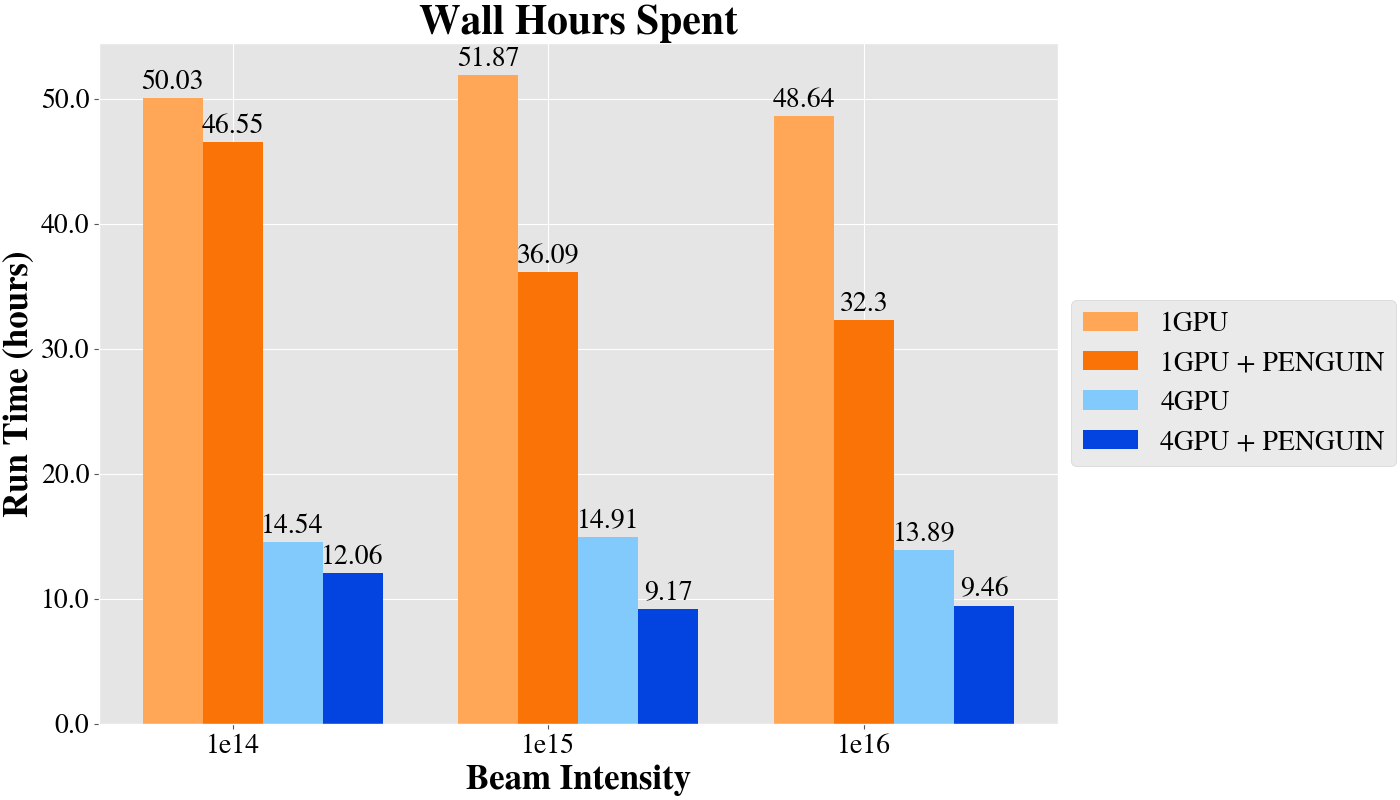 Wall Hours Spent
Run Time (hours)
50.0
40.0
30.0
20.0
10.0
0.0
50.03
46.55
14.54
12.06
51.87
36.09
14.91
9.17
48.64
32.3
13.89
9.46
1e14
1e15
1e16
Beam Intensity
1GPU
1GPU + PENGUIN
4GPU
4GPU + PENGUIN